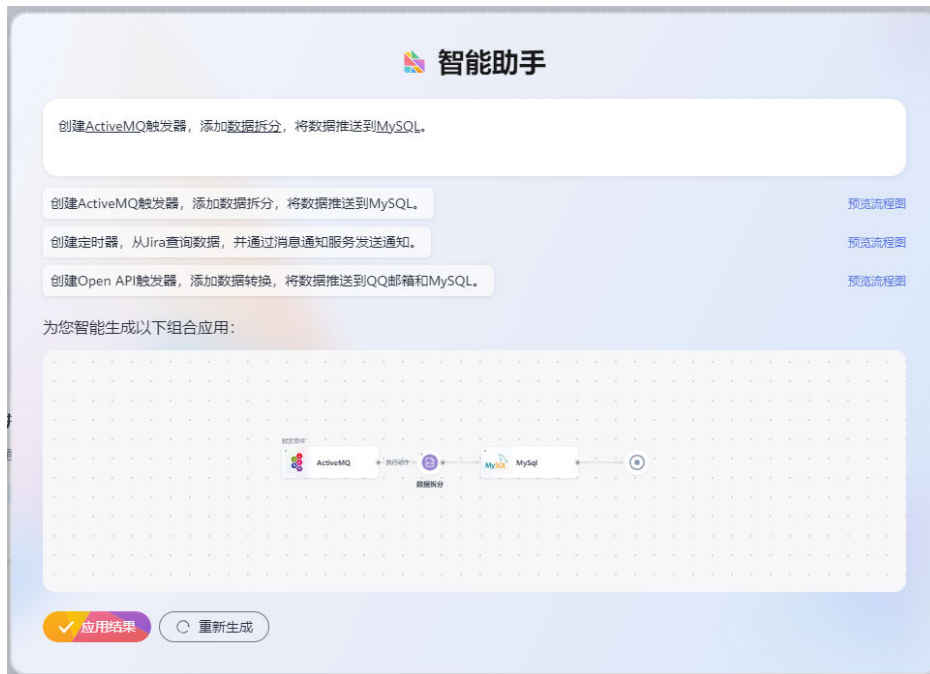 智能助手
创建ActiveMQ触发器，添加数据拆分，将数据推送到MySQL。
创建ActiveMQ触发器，添加数据拆分，将数据推送到MySQL。 预览流程图
创建定时器，从Jira查询数据，并通过消息通知服务发送通知。 预览流程图
创建Open API触发器，添加数据转换，将数据推送到QQ邮箱和MySQL。 预览流程图
为您智能生成以下组合应用：
触发事件
ActiveMQ 执行动作 MySQL MySql
数据拆分
应用结果 重新生成